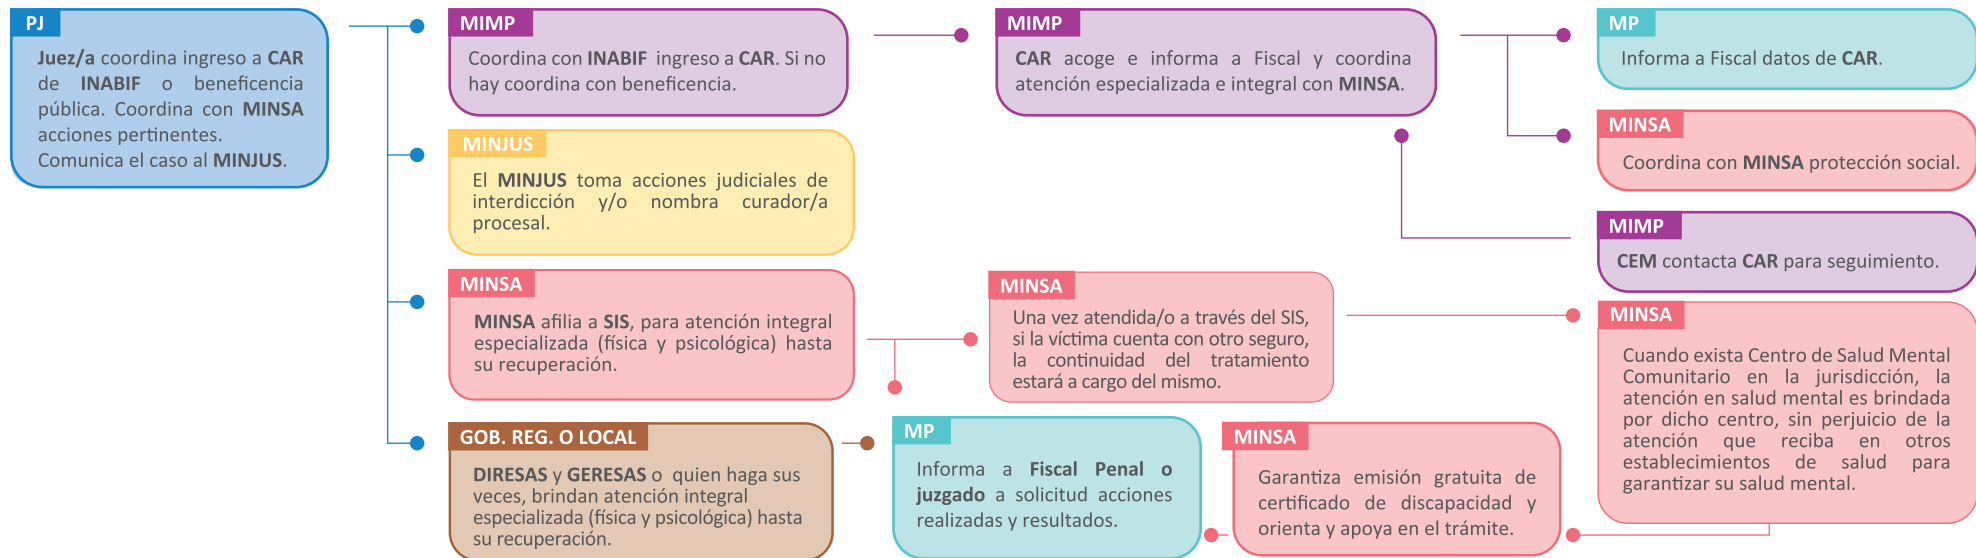 PJ
Juez/a coordina ingreso a CAR
de INABIF o beneficencia
pública. Coordina con MINSA
acciones pertinentes.
Comunica el caso al MINJUS.
MIMP
Coordina con INABIF ingreso a CAR. Si no
hay coordina con beneficencia.
MIMP
CAR acoge e informa a Fiscal y coordina
atención especializada e integral con MINSA.
MP
Informa a Fiscal datos de CAR.
MINSA
Coordina con MINSA protección social.
MIMP
CEM contacta CAR para seguimiento.
MINJUS
El MINJUS toma acciones judiciales de
interdicción y/o nombra curador/a
procesal.
MINSA
MINSA afilia a SIS, para atención integral
especializada (física y psicológica) hasta
su recuperación.
MINSA
Una vez atendida/o a través del SIS,
si la víctima cuenta con otro seguro,
la continuidad del tratamiento
estará a cargo del mismo.
MINSA
Cuando exista Centro de Salud Mental
Comunitario en la jurisdicción, la
atención en salud mental es brindada
por dicho centro, sin perjuicio de la
atención que reciba en otros
establecimientos de salud para
garantizar su salud mental.
GOB. REG. O LOCAL
DIRESAS y GERESAS o quien haga sus
veces, brindan atención integral
especializada (física y psicológica) hasta
su recuperación.
MP
Informa a Fiscal Penal o
juzgado a solicitud acciones
realizadas y resultados.
MINSA
Garantiza emisión gratuita de
certificado de discapacidad y
orienta y apoya en el trámite.